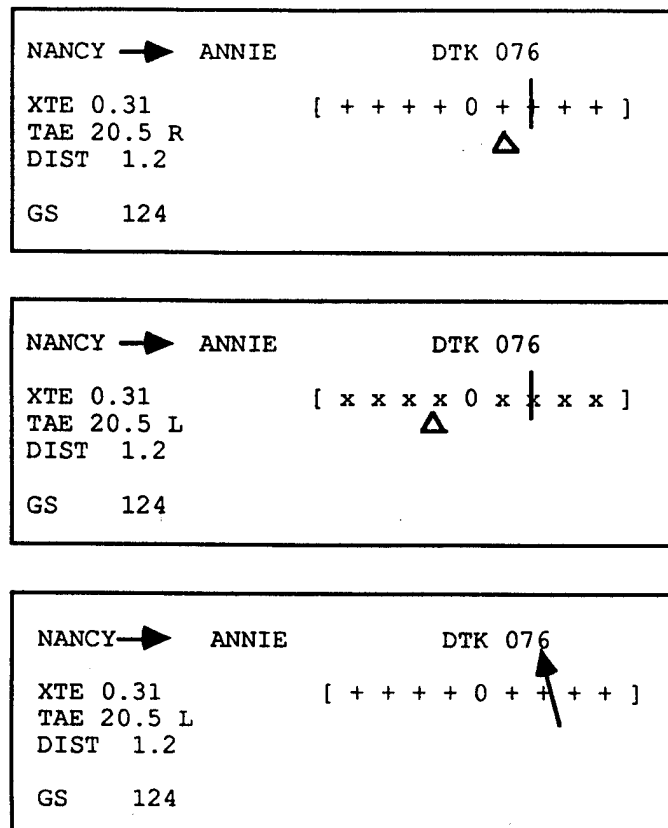 NANCY → ANNIE DTK 076
XTE 0.31 [ + + + + 0 + + + + ]
TAE 20.5 R
DIST 1.2
GS 124
NANCY → ANNIE DTK 076
XTE 0.31 [ x x x x 0 x x x x ]
TAE 20.5 L
DIST 1.2
GS 124
NANCY → ANNIE DTK 076
XTE 0.31 [ + + + + 0 + + + + ]
TAE 20.5 L
DIST 1.2
GS 124